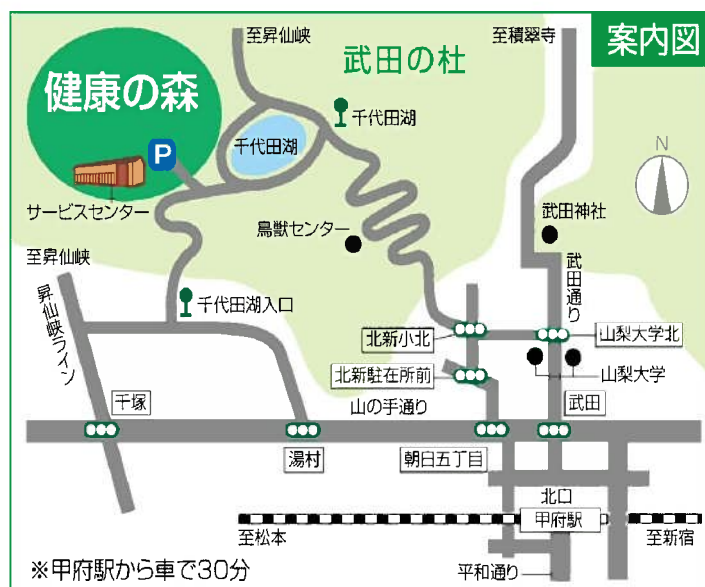 案内図
至昇仙峡
武田の杜
至積翠寺
健康の森
千代田湖
千代田湖
P
N
サービスセンター
鳥獣センター
武田神社
至昇仙峡
武田通り
昇仙峡ライン
千代田湖入口
北新小北
山梨大学北
北新駐在所前
山梨大学
千塚
山の手通り
武田
湯村
朝日五丁目
北口
甲府駅
至松本
至新宿
※甲府駅から車で30分
平和通り